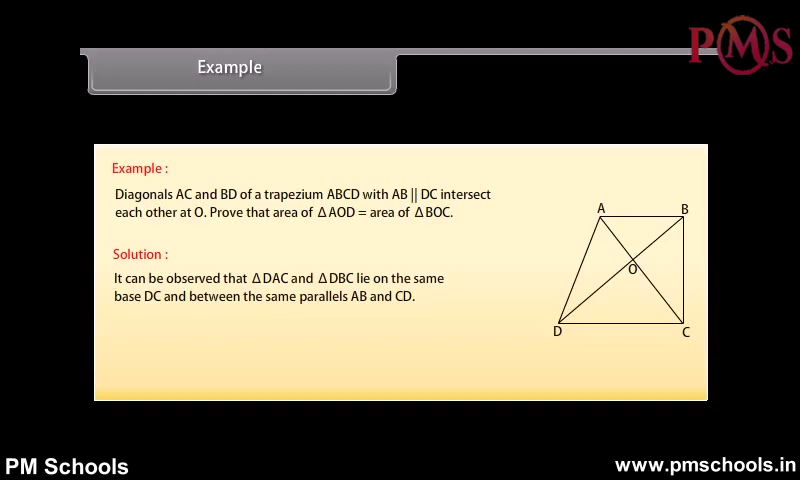 PMS
Example
Example :
Diagonals AC and BD of a trapezium ABCD with AB || DC intersect
each other at O. Prove that area of ΔAOD = area of ΔBOC.
Solution :
It can be observed that ΔDAC and ΔDBC lie on the same
base DC and between the same parallels AB and CD.
A B
O
D C
PM Schools
www.pmschools.in